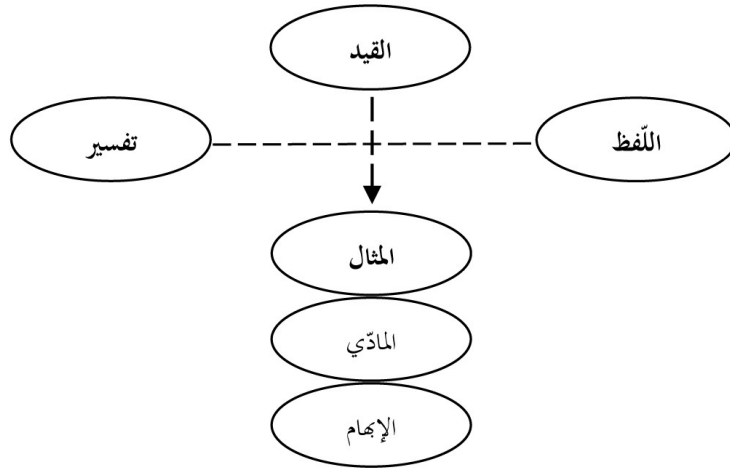 القيد
اللّفظ
تفسير
المثال
المادّي
الإبهام